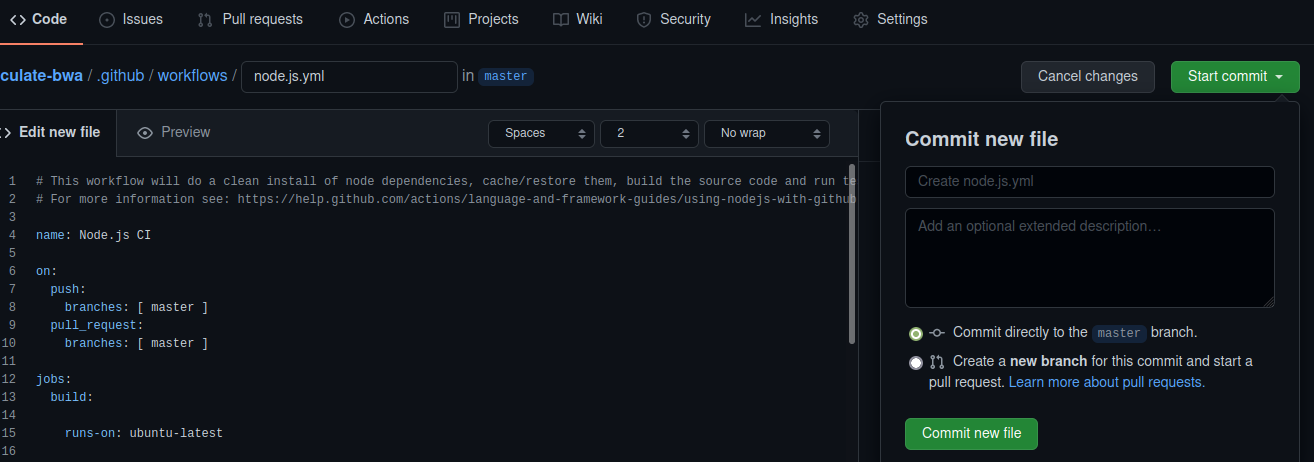 Code Issues Pull requests Actions Projects Wiki Security Insights Settings
culate-bwa / .github / workflows / node.js.yml in master Cancel changes Start commit
Edit new file Preview Spaces 2 No wrap
1 # This workflow will do a clean install of node dependencies, cache/restore them, build the source code and run te
2 # For more information see: https://help.github.com/actions/language-and-framework-guides/using-nodejs-with-github
3
4 name: Node.js CI
5
6 on:
7 push:
8 branches: [ master ]
9 pull_request:
10 branches: [ master ]
11
12 jobs:
13 build:
14
15 runs-on: ubuntu-latest
16
Commit new file
Create node.js.yml
Add an optional extended description…
Commit directly to the master branch.
Create a new branch for this commit and start a
pull request. Learn more about pull requests.
Commit new file